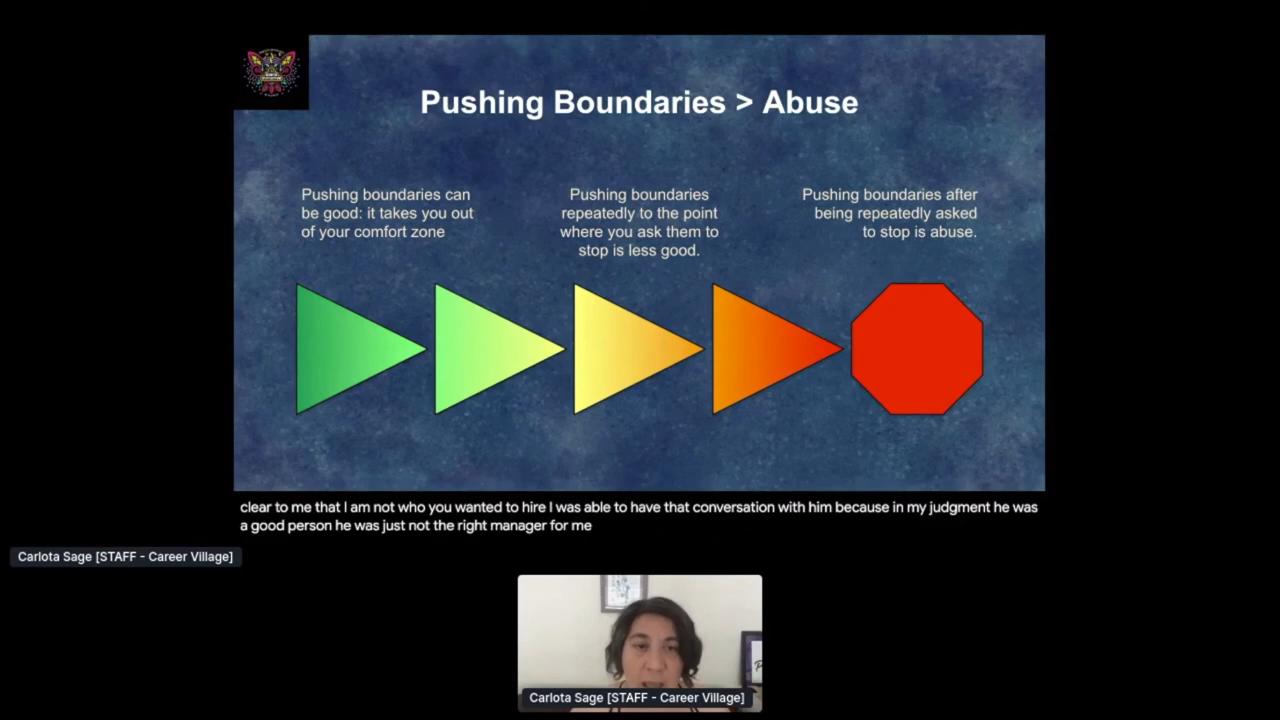 Pushing Boundaries > Abuse
Pushing boundaries can
be good: it takes you out
of your comfort zone
Pushing boundaries
repeatedly to the point
where you ask them to
stop is less good.
Pushing boundaries after
being repeatedly asked
to stop is abuse.
clear to me that I am not who you wanted to hire I was able to have that conversation with him because in my judgment he was
a good person he was just not the right manager for me
Carlota Sage [STAFF - Career Village]
Carlota Sage [STAFF - Career Village]